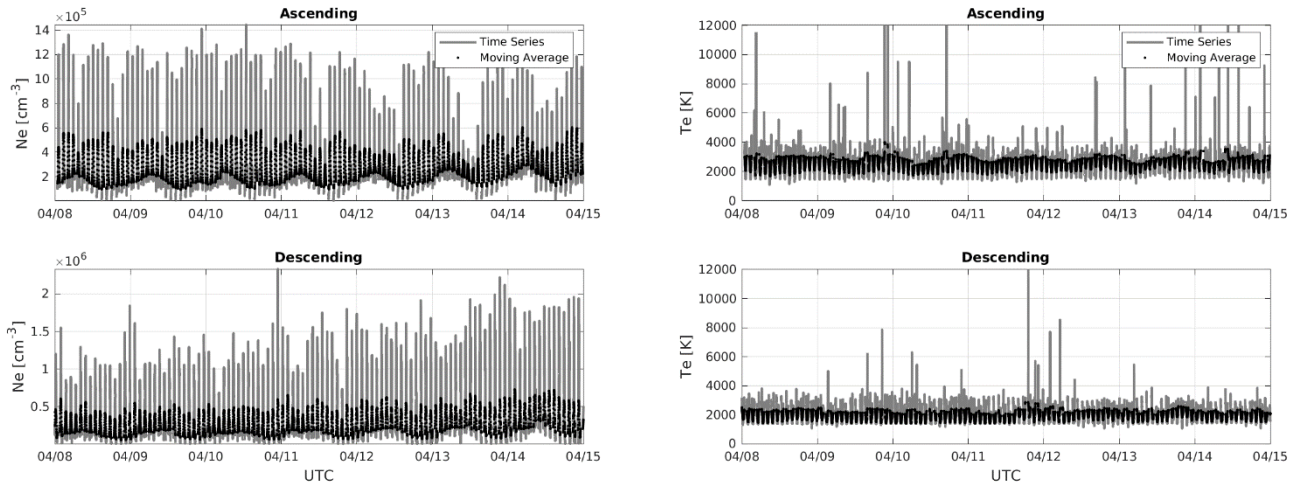 Ascending
×10⁵
14
12
10
8
6
4
2
Ne [cm⁻³]
Time Series
Moving Average
04/08 04/09 04/10 04/11 04/12 04/13 04/14 04/15
Ascending
12000
10000
8000
6000
4000
2000
0
Te [K]
Time Series
Moving Average
04/08 04/09 04/10 04/11 04/12 04/13 04/14 04/15
Descending
×10⁶
2
1.5
1
0.5
Ne [cm⁻³]
04/08 04/09 04/10 04/11 04/12 04/13 04/14 04/15
UTC
Descending
12000
10000
8000
6000
4000
2000
0
Te [K]
04/08 04/09 04/10 04/11 04/12 04/13 04/14 04/15
UTC